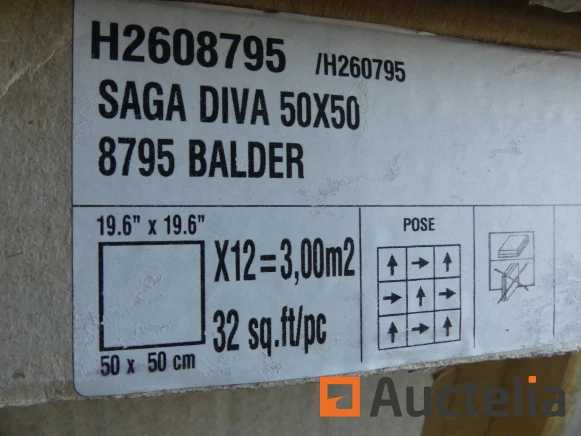 H2608795 /H260795
SAGA DIVA 50X50
8795 BALDER
19.6" x 19.6"
X12=3,00m2
32 sq.ft/pc
50 x 50 cm
POSE
Auctelia